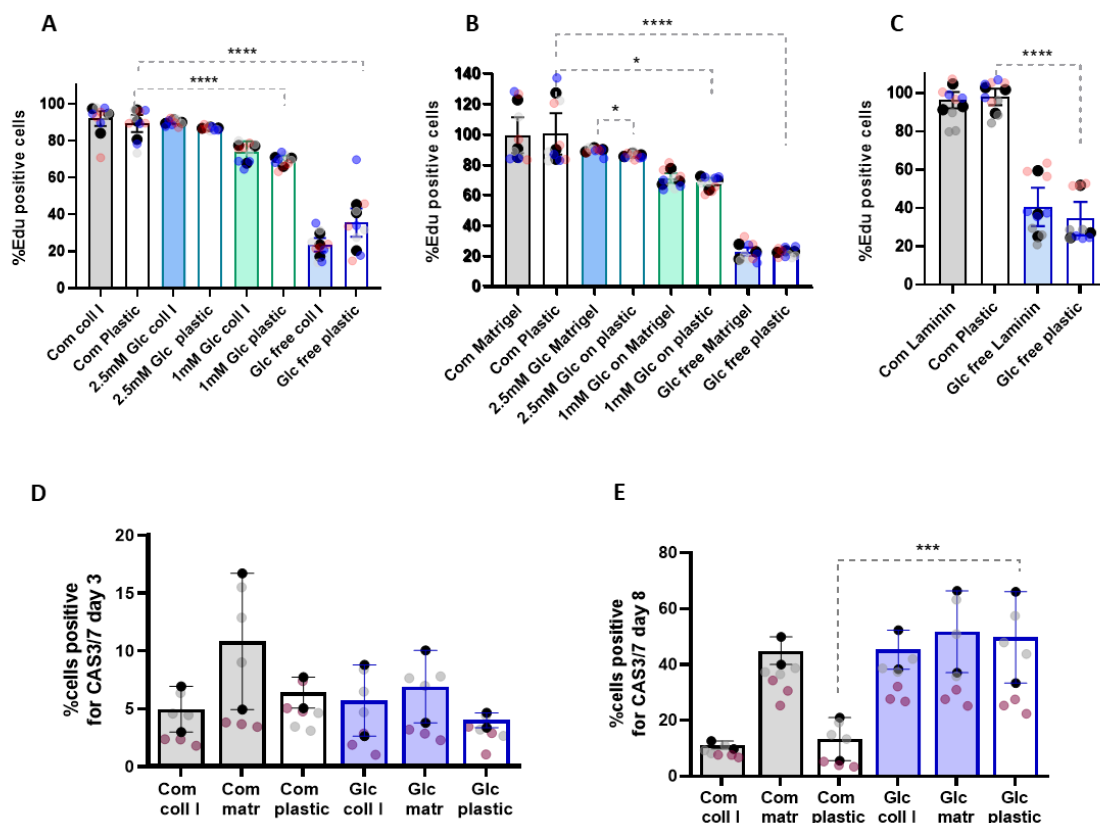 A
%Edu positive cells
100
80
60
40
20
0
****
****
Com coll I
Com Plastic
2.5mM Glc coll I
2.5mM Glc plastic
1mM Glc coll I
1mM Glc plastic
Glc free coll I
Glc free plastic
B
%Edu positive cells
140
120
100
80
60
40
20
0
****
*
*
Com Matrigel
Com Plastic
2.5mM Glc Matrigel
2.5mM Glc on plastic
1mM Glc on Matrigel
1mM Glc on plastic
Glc free Matrigel
Glc free plastic
C
%Edu positive cells
100
80
60
40
20
0
****
Com Laminin
Com Plastic
Glc free Laminin
Glc free plastic
D
%cells positive
for CAS3/7 day 3
20
15
10
5
0
Com
coll I
Com
matr
Com
plastic
Glc
coll I
Glc
matr
Glc
plastic
E
%cells positive
for CAS3/7 day 8
80
60
40
20
0
***
Com
coll I
Com
matr
Com
plastic
Glc
coll I
Glc
matr
Glc
plastic